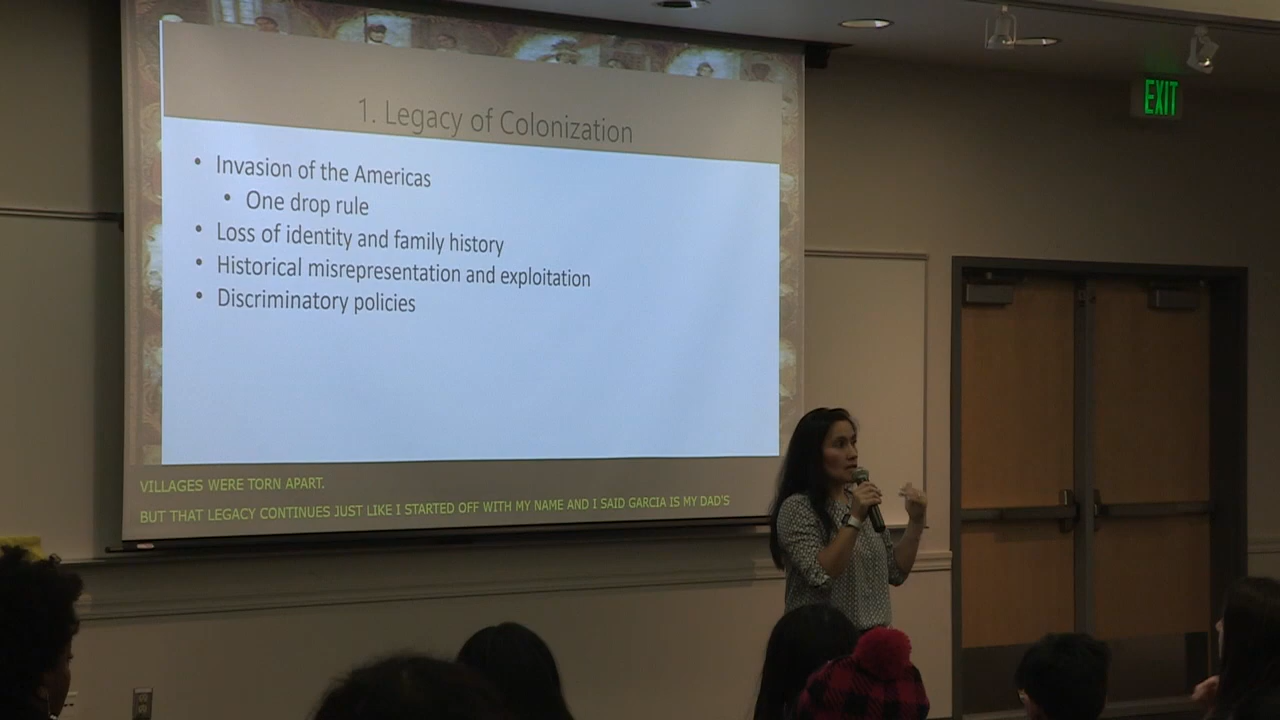 1. Legacy of Colonization
• Invasion of the Americas
• One drop rule
• Loss of identity and family history
• Historical misrepresentation and exploitation
• Discriminatory policies
VILLAGES WERE TORN APART.
BUT THAT LEGACY CONTINUES JUST LIKE I STARTED OFF WITH MY NAME AND I SAID GARCIA IS MY DAD'S
EXIT